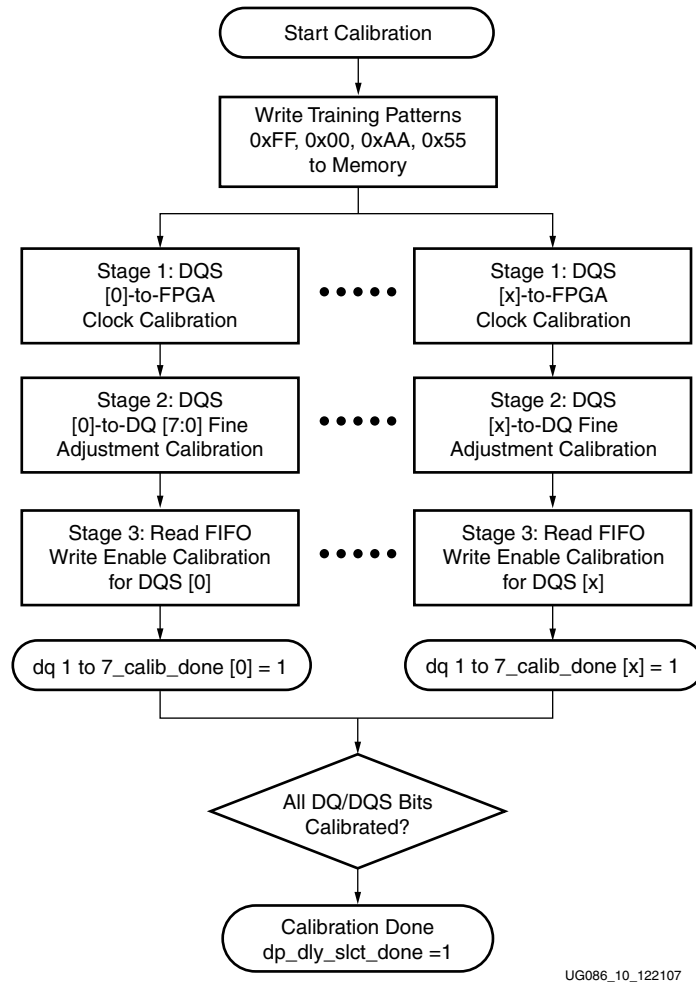 Start Calibration
Write Training Patterns
0xFF, 0x00, 0xAA, 0x55
to Memory
Stage 1: DQS
[0]-to-FPGA
Clock Calibration
Stage 1: DQS
[x]-to-FPGA
Clock Calibration
Stage 2: DQS
[0]-to-DQ [7:0] Fine
Adjustment Calibration
Stage 2: DQS
[x]-to-DQ Fine
Adjustment Calibration
Stage 3: Read FIFO
Write Enable Calibration
for DQS [0]
Stage 3: Read FIFO
Write Enable Calibration
for DQS [x]
dq 1 to 7_calib_done [0] = 1
dq 1 to 7_calib_done [x] = 1
All DQ/DQS Bits
Calibrated?
Calibration Done
dp_dly_slct_done =1
UG086_10_122107